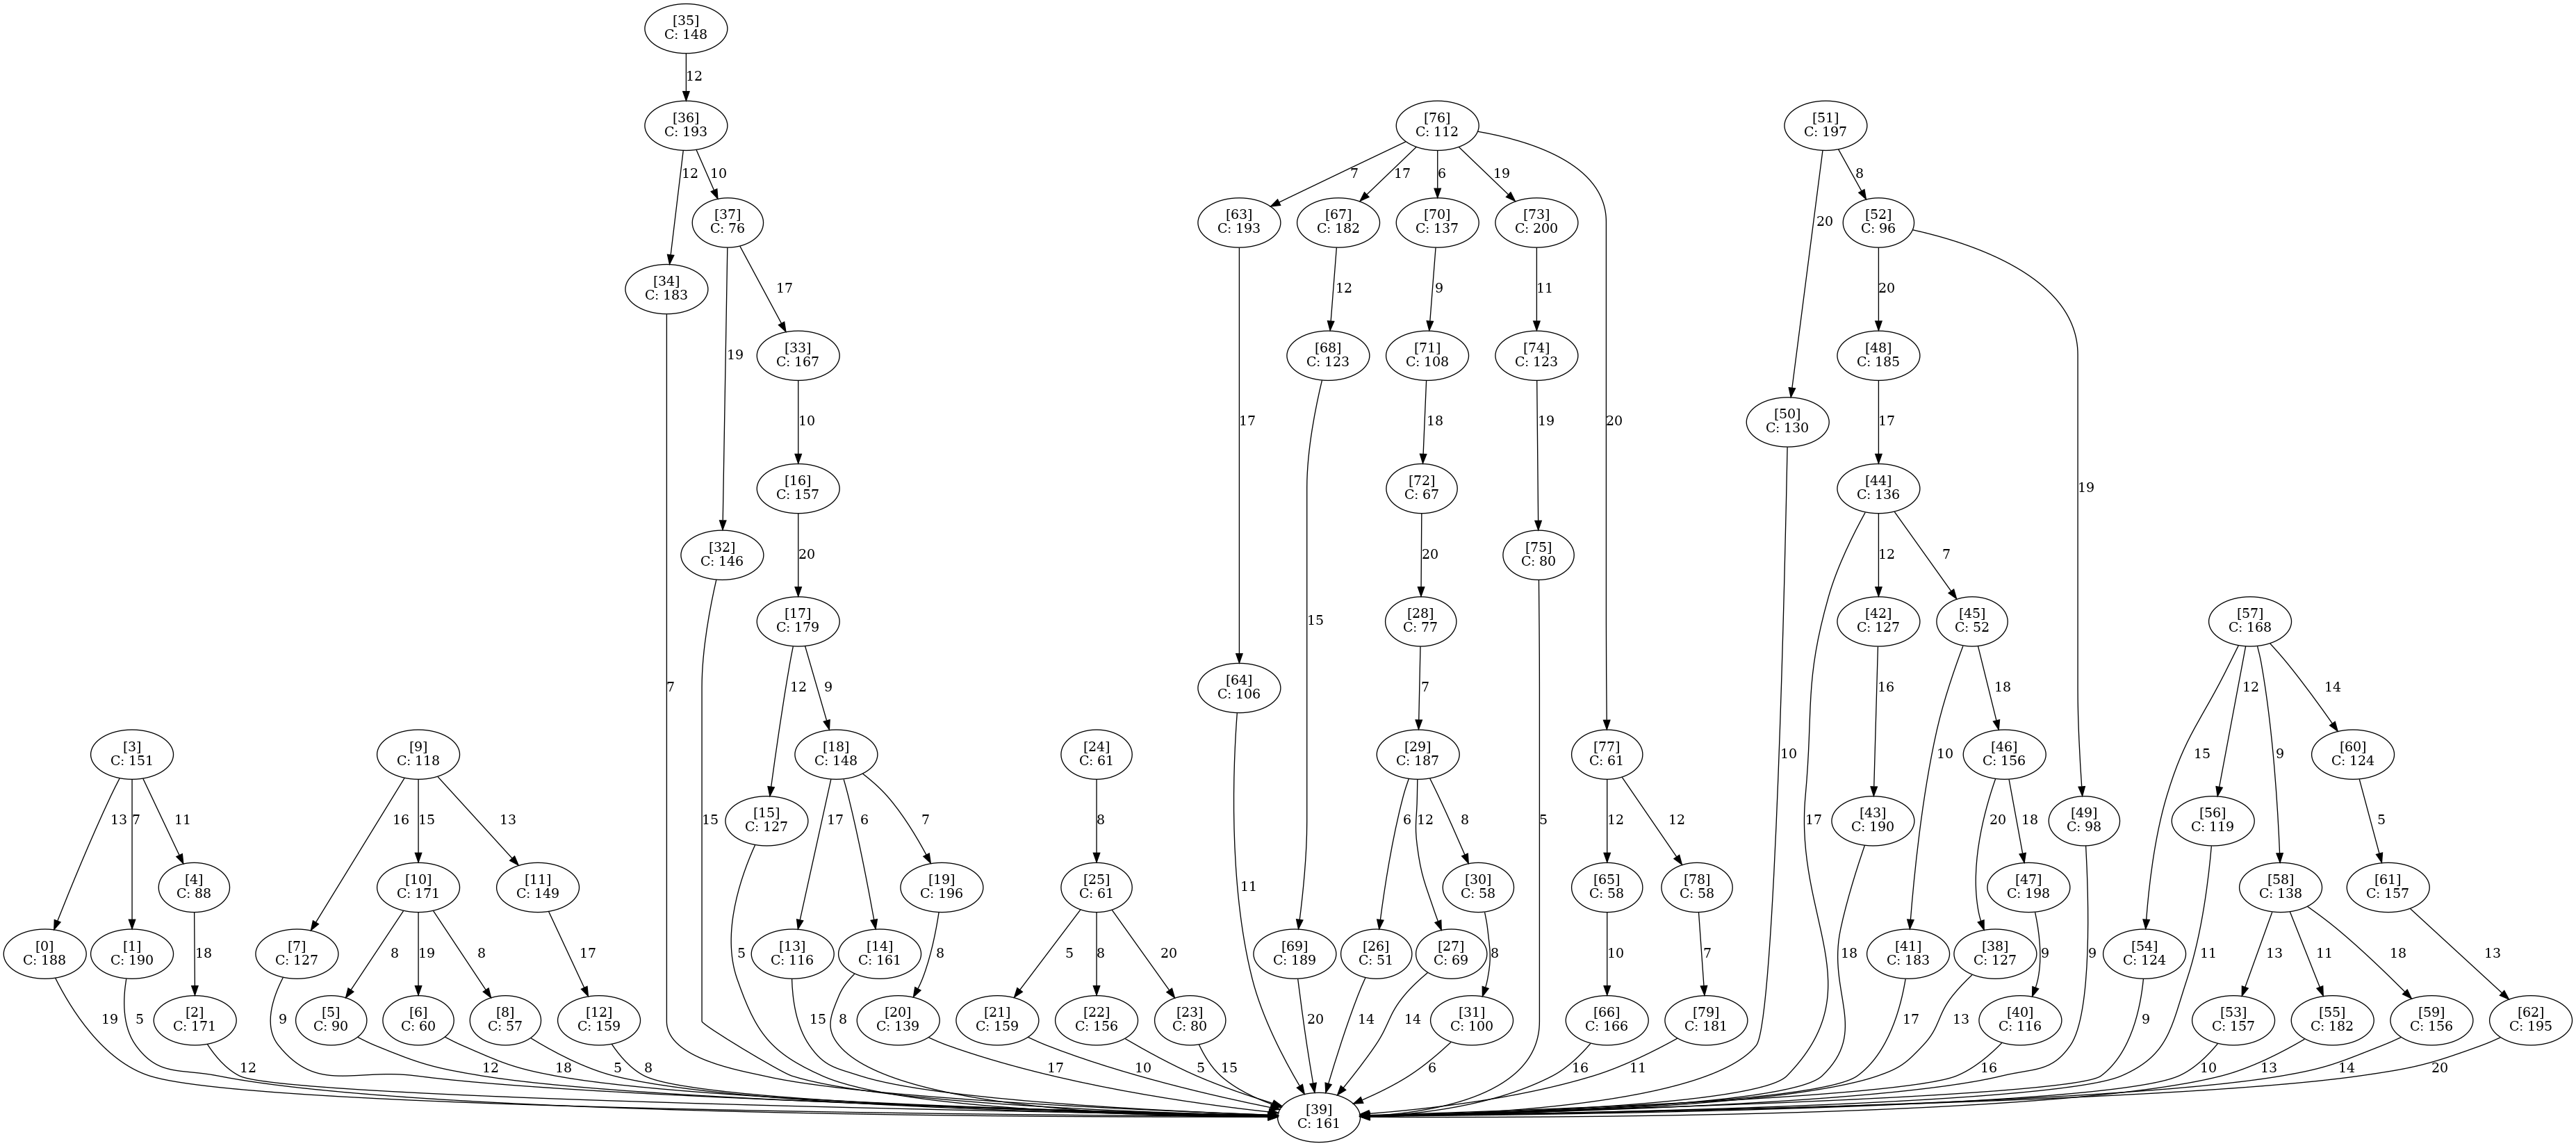 [35]
C: 148
12
[36]
C: 193
[76]
C: 112
[51]
C: 197
12
10
7
17
6
19
8
[37]
C: 76
[63]
C: 193
[67]
C: 182
[70]
C: 137
[73]
C: 200
20
[52]
C: 96
[34]
C: 183
17
12
9
11
20
19
[33]
C: 167
[68]
C: 123
[71]
C: 108
[74]
C: 123
[48]
C: 185
10
17
18
19
20
[50]
C: 130
17
[16]
C: 157
[72]
C: 67
[44]
C: 136
19
[32]
C: 146
20
20
[75]
C: 80
12
7
[17]
C: 179
15
[28]
C: 77
[42]
C: 127
[45]
C: 52
[57]
C: 168
7
12
9
[64]
C: 106
7
16
18
15
12
9
14
[3]
C: 151
[9]
C: 118
[18]
C: 148
[24]
C: 61
[29]
C: 187
[77]
C: 61
10
10
[46]
C: 156
[60]
C: 124
13
7
11
16
15
13
15
[15]
C: 127
17
6
7
8
6
12
8
5
12
12
17
[43]
C: 190
20
18
[49]
C: 98
[56]
C: 119
5
[4]
C: 88
[10]
C: 171
[11]
C: 149
[19]
C: 196
[25]
C: 61
11
[30]
C: 58
[65]
C: 58
[78]
C: 58
[47]
C: 198
[58]
C: 138
[61]
C: 157
[0]
C: 188
[1]
C: 190
18
[7]
C: 127
8
19
8
17
5
[13]
C: 116
[14]
C: 161
8
5
8
20
[69]
C: 189
[26]
C: 51
[27]
C: 69
8
10
7
18
[41]
C: 183
[38]
C: 127
9
9
[54]
C: 124
11
13
11
18
13
19
5
[2]
C: 171
9
[5]
C: 90
[6]
C: 60
[8]
C: 57
[12]
C: 159
15
8
[20]
C: 139
[21]
C: 159
[22]
C: 156
[23]
C: 80
20
14
14
[31]
C: 100
[66]
C: 166
[79]
C: 181
17
13
[40]
C: 116
9
[53]
C: 157
[55]
C: 182
[59]
C: 156
[62]
C: 195
12
12
18
5
8
17
10
5
15
6
16
11
16
10
13
14
20
[39]
C: 161